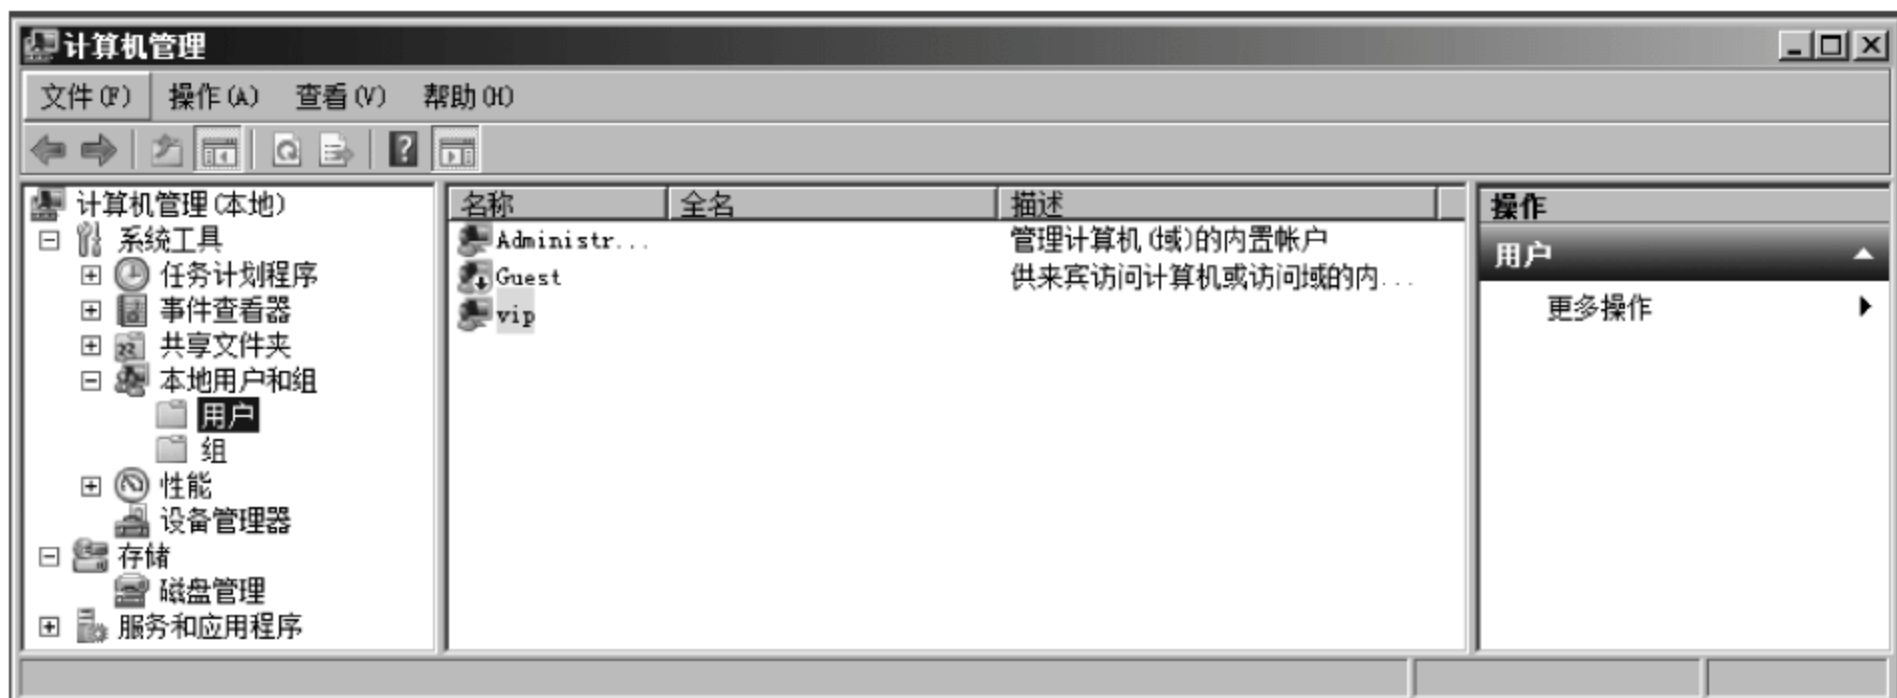 计算机管理
文件(F) 操作(A) 查看(V) 帮助(H)
计算机管理(本地)
系统工具
任务计划程序
事件查看器
共享文件夹
本地用户和组
用户
组
性能
设备管理器
存储
磁盘管理
服务和应用程序
名称 全名 描述
Administr... 管理计算机(域)的内置帐户
Guest 供来宾访问计算机或访问域的内...
vip
操作
用户
更多操作